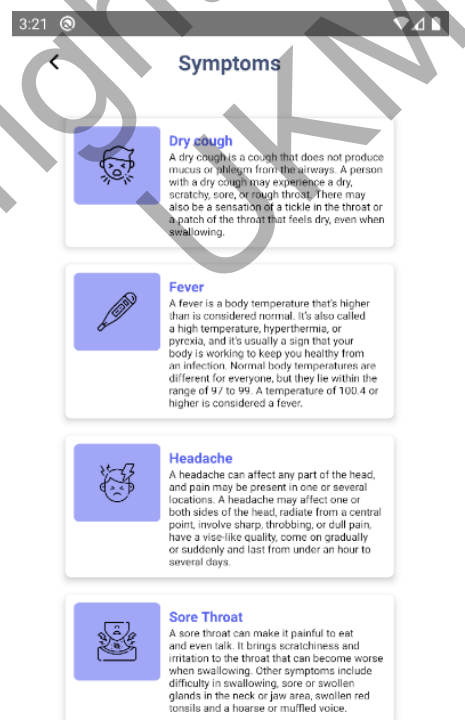 3:21
Symptoms
Dry cough
A dry cough is a cough that does not produce
mucus or phlegm from the airways. A person
with a dry cough may experience a dry,
scratchy, sore, or rough throat. There may
also be a sensation of a tickle in the throat or
a patch of the throat that feels dry, even when
swallowing.
Fever
A fever is a body temperature that's higher
than is considered normal. It's also called
a high temperature, hyperthermia, or
pyrexia, and it's usually a sign that your
body is working to keep you healthy from
an infection. Normal body temperatures are
different for everyone, but they lie within the
range of 97 to 99. A temperature of 100.4 or
higher is considered a fever.
Headache
A headache can affect any part of the head,
and pain may be present in one or several
locations. A headache may affect one or
both sides of the head, radiate from a central
point, involve sharp, throbbing, or dull pain,
have a vise-like quality, come on gradually
or suddenly and last from under an hour to
several days.
Sore Throat
A sore throat can make it painful to eat
and even talk. It brings scratchiness and
irritation to the throat that can become worse
when swallowing. Other symptoms include
difficulty in swallowing, sore or swollen
glands in the neck or jaw area, swollen red
tonsils and a hoarse or muffled voice.
UKM